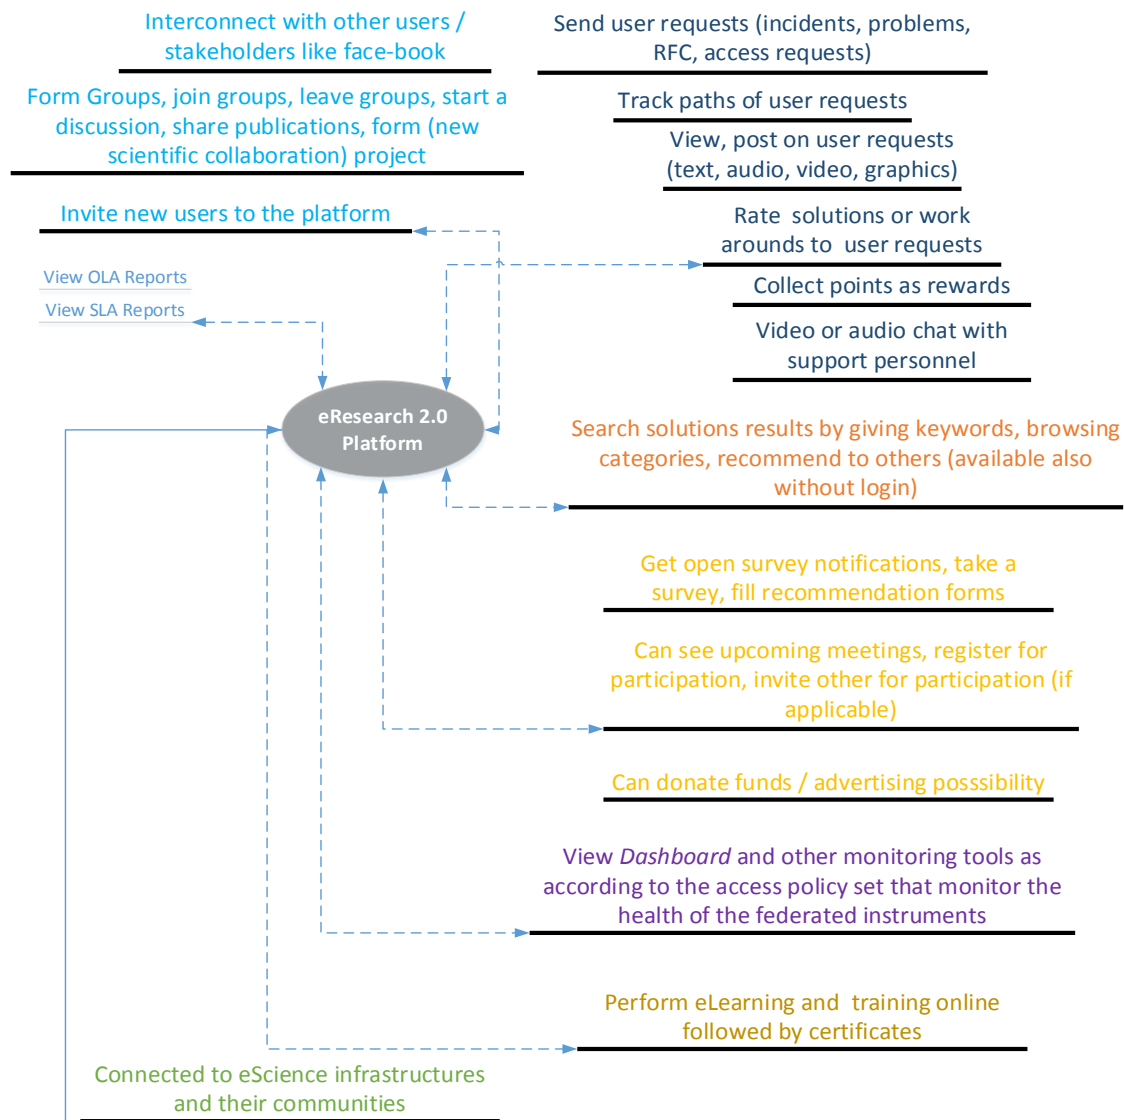 Interconnect with other users /
stakeholders like face-book
Form Groups, join groups, leave groups, start a
discussion, share publications, form (new
scientific collaboration) project
Invite new users to the platform
View OLA Reports
View SLA Reports
Send user requests (incidents, problems,
RFC, access requests)
Track paths of user requests
View, post on user requests
(text, audio, video, graphics)
Rate solutions or work
arounds to user requests
Collect points as rewards
Video or audio chat with
support personnel
eResearch 2.0
Platform
Search solutions results by giving keywords, browsing
categories, recommend to others (available also
without login)
Get open survey notifications, take a
survey, fill recommendation forms
Can see upcoming meetings, register for
participation, invite other for participation (if
applicable)
Can donate funds / advertising posssibility
View Dashboard and other monitoring tools as
according to the access policy set that monitor the
health of the federated instruments
Perform eLearning and training online
followed by certificates
Connected to eScience infrastructures
and their communities